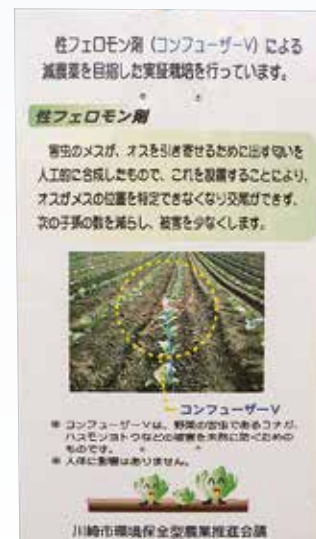 性フェロモン剤（コンフューザーV）による
減農薬を目指した実証栽培を行っています。
性フェロモン剤
害虫のメスが、オスを引き寄せるために出す匂いを
人工的に合成したもので、これを設置することにより、
オスがメスの位置を特定できなくなり交尾ができず、
次の子孫の数を減らし、被害を少なくします。
コンフューザーV
※ コンフューザーVは、野菜の害虫であるコナガ、
ハスモンヨトウなどの被害を未然に防ぐための
ものです。
※ 人体に影響はありません。
川崎市環境保全型農業推進会議